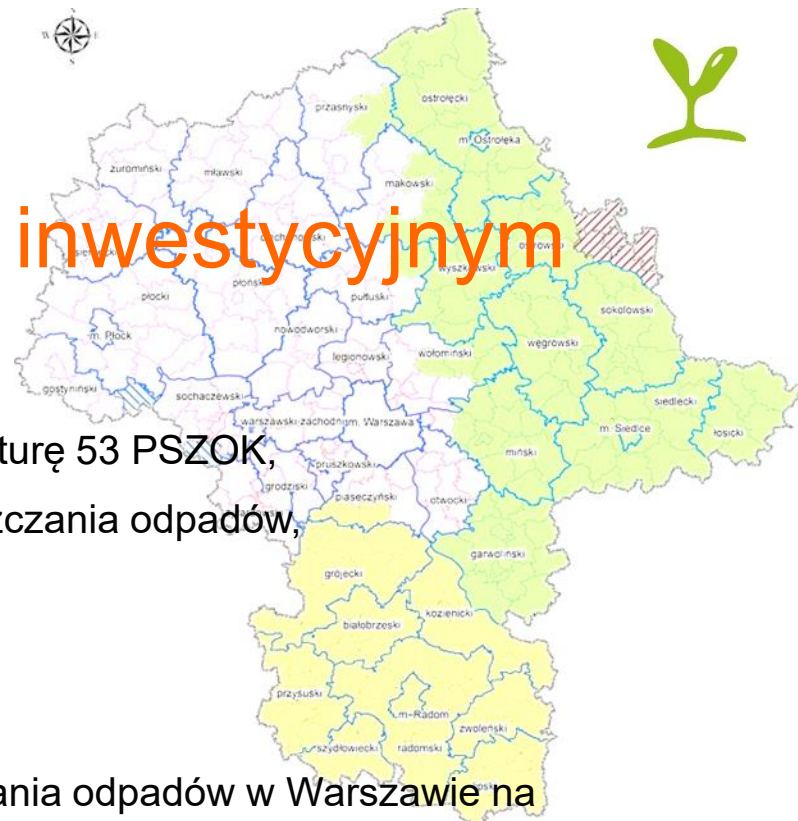 N
W
E
S
ostrołęcki
przasnyski
m. Ostrołęka
żuromiński
mławski
makowski
inwestycyjnym
ostrowski
wyszkowski
płocki
płoński
pułtuski
sokołowski
nowodworski
m. Płock
węgrowski
legionowski
wołomiński
gostyniński
sochaczewski
siedlecki
warszawski-zachodni
m. Warszawa
m. Siedlce
łosicki
turę 53 PSZOK,
miński
pruszkowski
grodziski
piaseczyński
otwocki
zczania odpadów,
garwoliński
grójecki
kozienicki
białobrzeski
przysuski
m. Radom
zwoleński
szydłowiecki
radomski
ania odpadów w Warszawie na